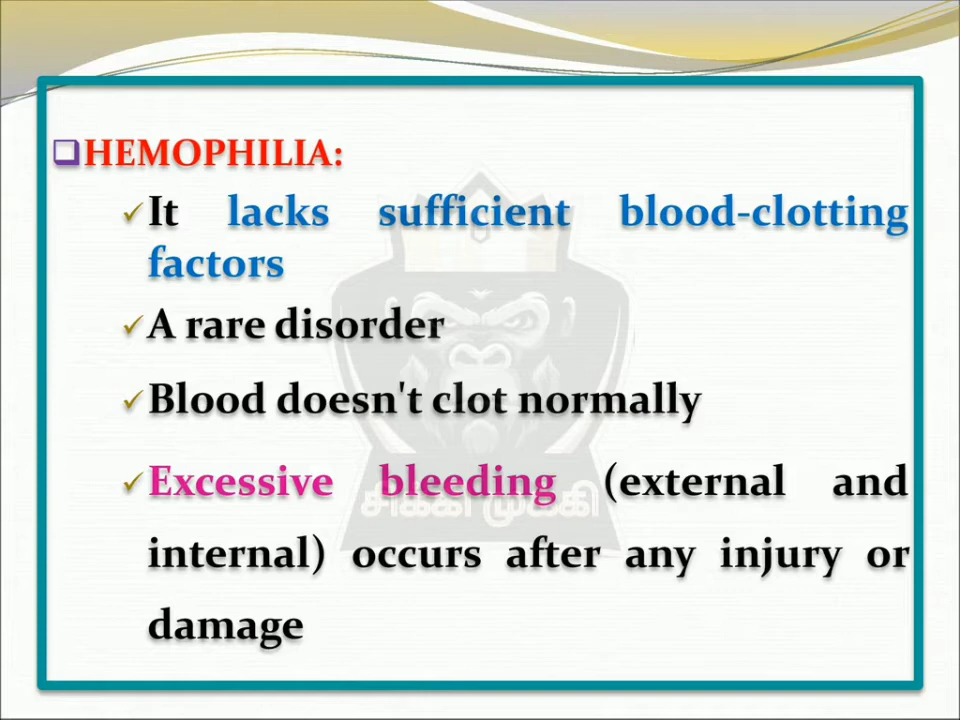 HEMOPHILIA:
It lacks sufficient blood-clotting
factors
A rare disorder
Blood doesn't clot normally
Excessive bleeding (external and
சிக்கி முக்கி
internal) occurs after any injury or
damage